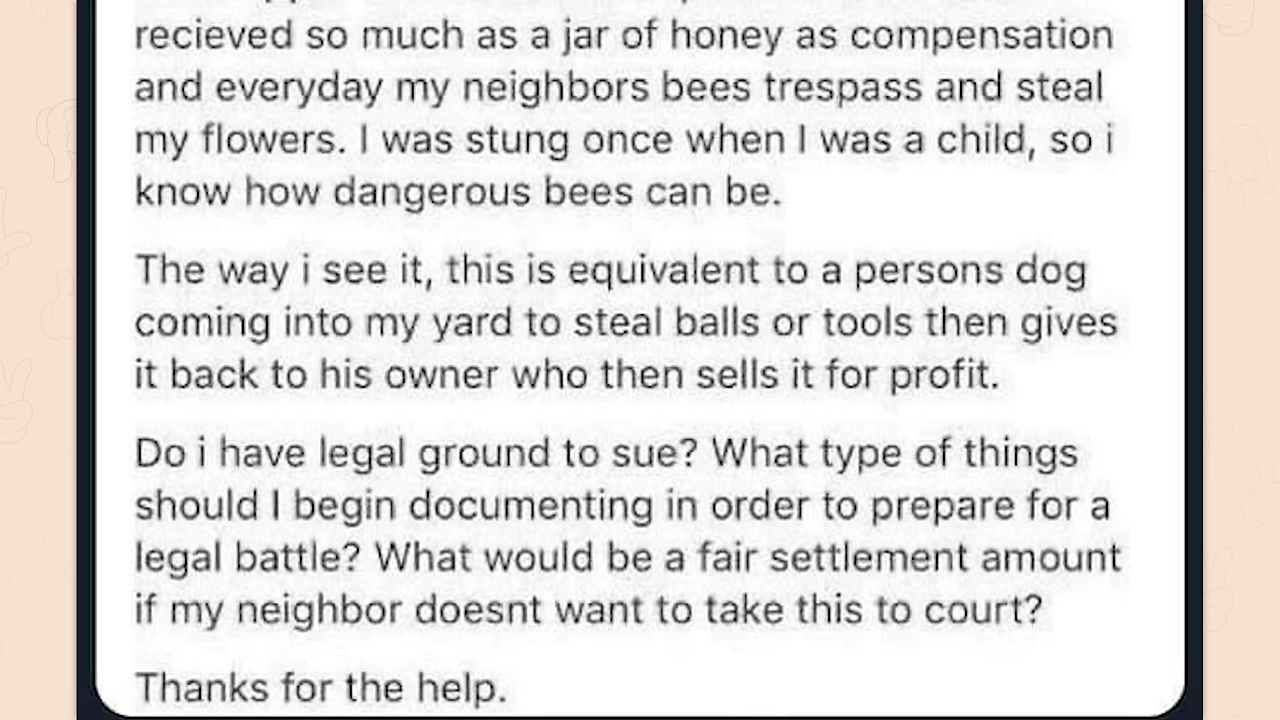 recieved so much as a jar of honey as compensation
and everyday my neighbors bees trespass and steal
my flowers. I was stung once when I was a child, so i
know how dangerous bees can be.
The way i see it, this is equivalent to a persons dog
coming into my yard to steal balls or tools then gives
it back to his owner who then sells it for profit.
Do i have legal ground to sue? What type of things
should I begin documenting in order to prepare for a
legal battle? What would be a fair settlement amount
if my neighbor doesnt want to take this to court?
Thanks for the help.